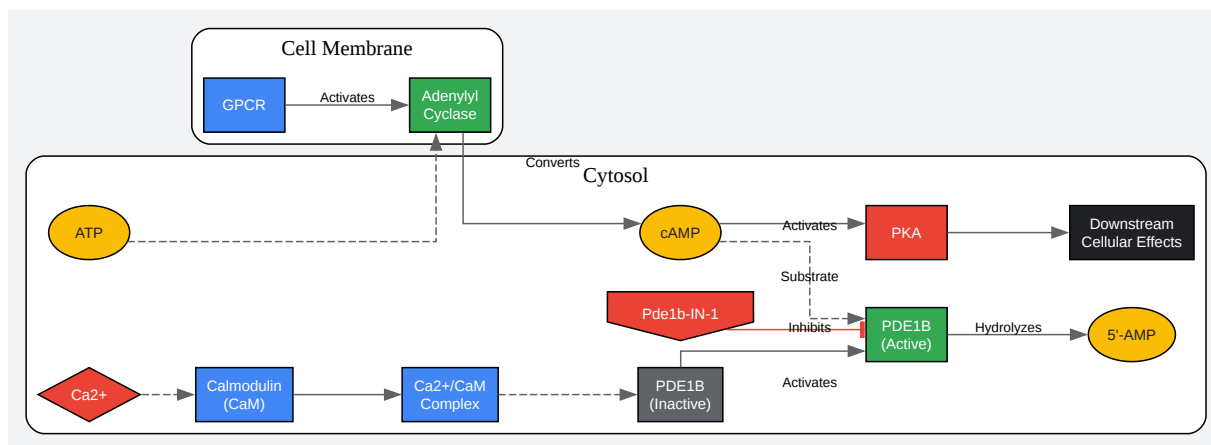 Cell Membrane
GPCR
Activates
Adenylyl
Cyclase
Converts
Cytosol
ATP
cAMP
Activates
PKA
Downstream
Cellular Effects
Substrate
Pde1b-IN-1
Inhibits
PDE1B
(Active)
Hydrolyzes
5'-AMP
Ca2+
Calmodulin
(CaM)
Ca2+/CaM
Complex
PDE1B
(Inactive)
Activates